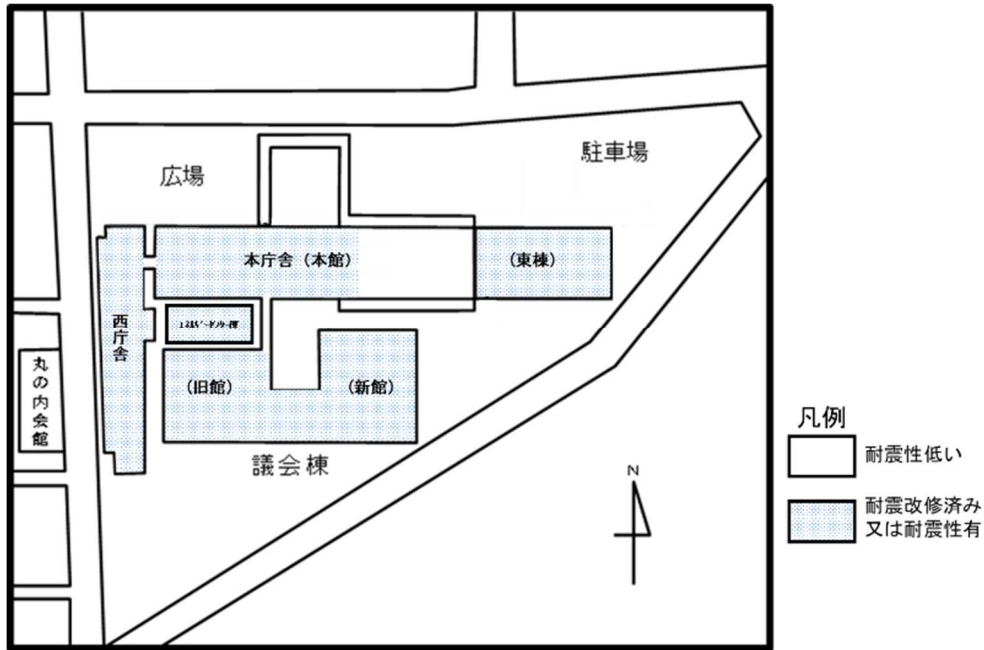 広場
駐車場
本庁舎（本館）
（東棟）
西庁舎
（旧館）
（新館）
丸の内会館
議会棟
凡例
耐震性低い
耐震改修済み
又は耐震性有
N